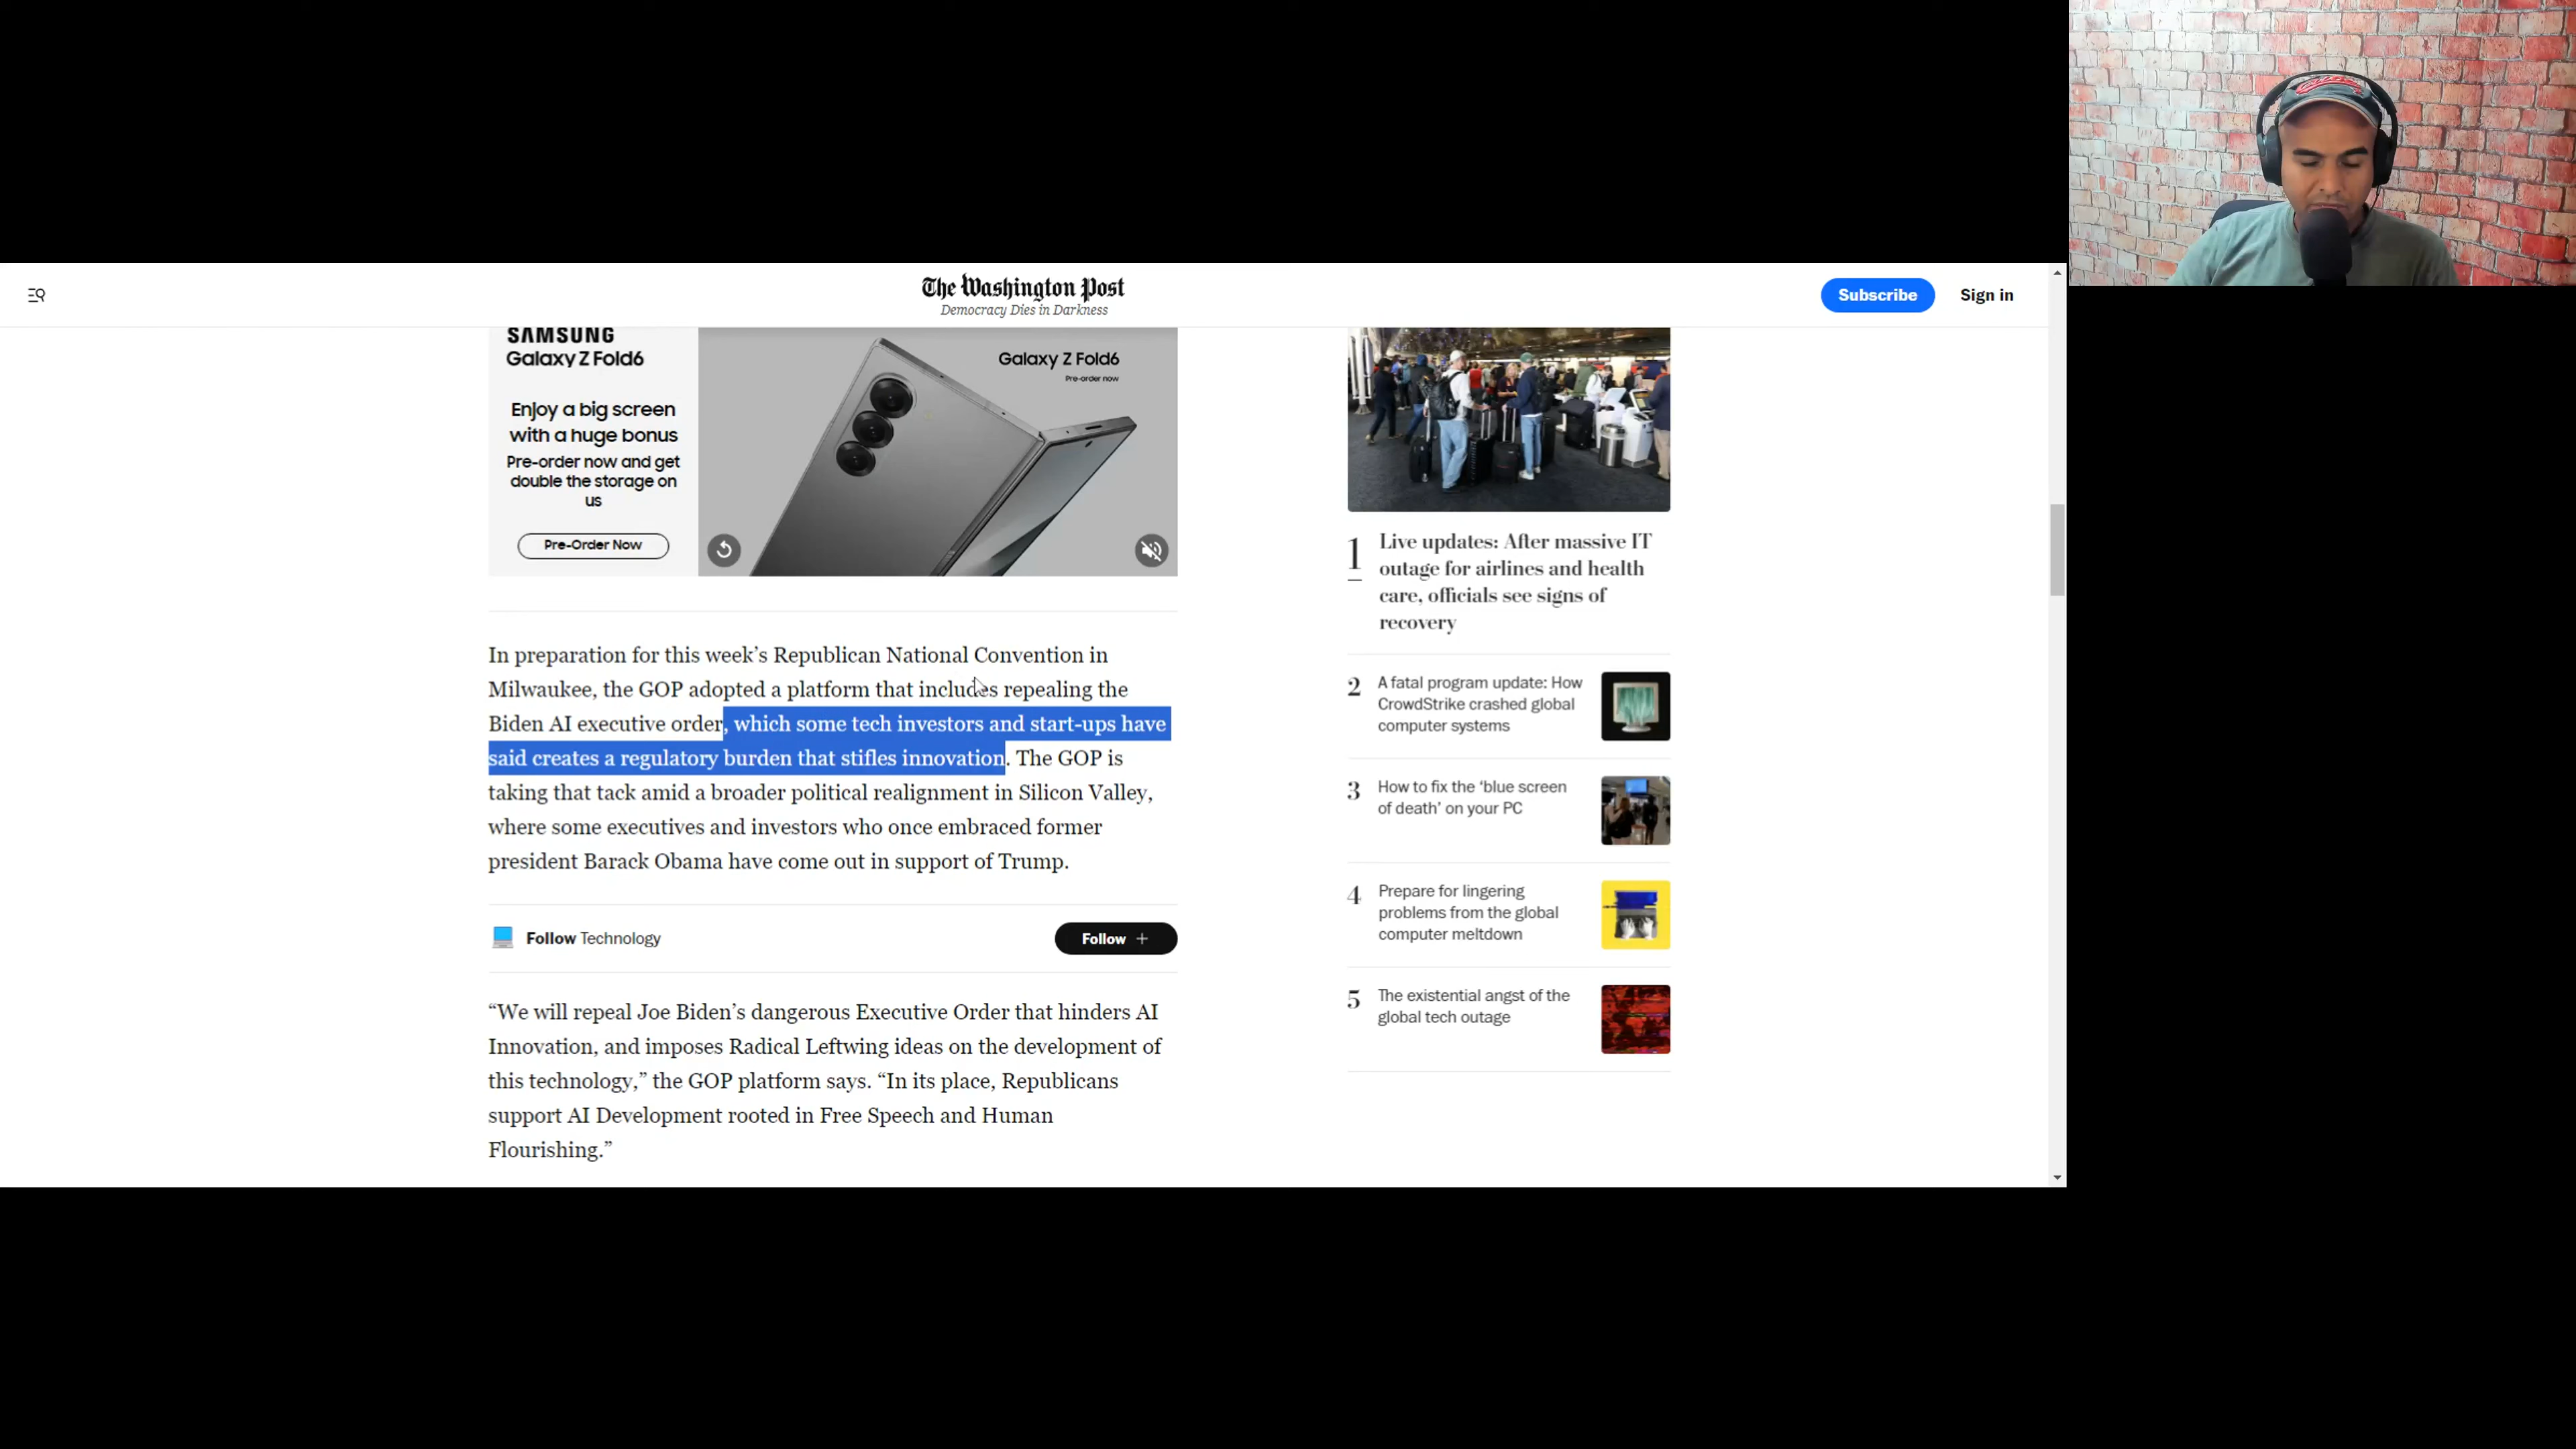 The Washington Post
Democracy Dies in Darkness
Subscribe
Sign in
SAMSUNG
Galaxy Z Fold6
Enjoy a big screen
with a huge bonus
Pre-order now and get
double the storage on
us
Pre-Order Now
Galaxy Z Fold6
Pre-order now
In preparation for this week’s Republican National Convention in
Milwaukee, the GOP adopted a platform that includes repealing the
Biden AI executive order, which some tech investors and start-ups have
said creates a regulatory burden that stifles innovation. The GOP is
taking that tack amid a broader political realignment in Silicon Valley,
where some executives and investors who once embraced former
president Barack Obama have come out in support of Trump.
Follow Technology
Follow +
“We will repeal Joe Biden’s dangerous Executive Order that hinders AI
Innovation, and imposes Radical Leftwing ideas on the development of
this technology,” the GOP platform says. “In its place, Republicans
support AI Development rooted in Free Speech and Human
Flourishing.”
1
Live updates: After massive IT
outage for airlines and health
care, officials see signs of
recovery
2
A fatal program update: How
CrowdStrike crashed global
computer systems
3
How to fix the ‘blue screen
of death’ on your PC
4
Prepare for lingering
problems from the global
computer meltdown
5
The existential angst of the
global tech outage